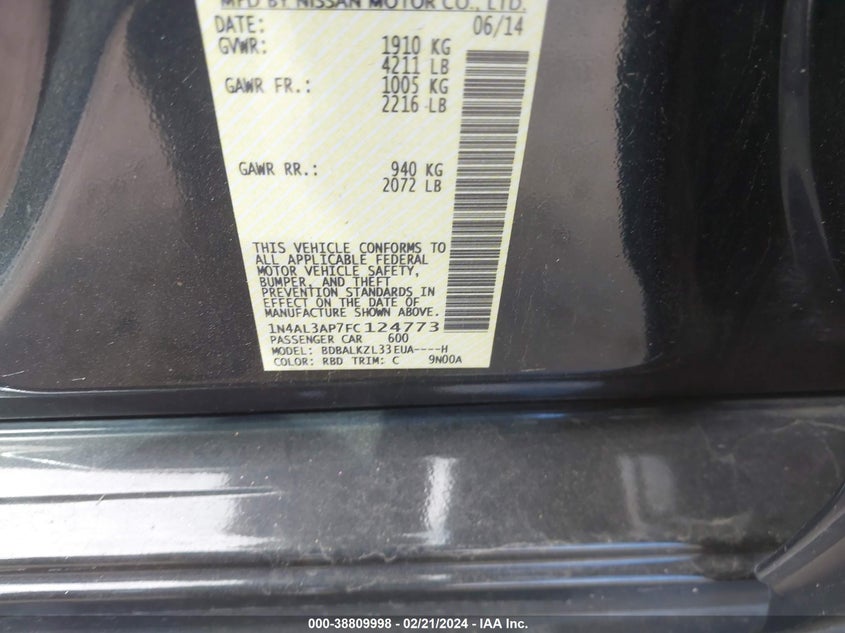 MFD BY NISSAN MOTOR CO., LTD.
DATE: 06/14
GVWR: 1910 KG
4211 LB
GAWR FR.: 1005 KG
2216 LB
GAWR RR.: 940 KG
2072 LB
THIS VEHICLE CONFORMS TO
ALL APPLICABLE FEDERAL
MOTOR VEHICLE SAFETY,
BUMPER, AND THEFT
PREVENTION STANDARDS IN
EFFECT ON THE DATE OF
MANUFACTURE SHOWN ABOVE.
1N4AL3AP7FC124773
PASSENGER CAR 600
MODEL: BDBALKZL33EUA----H
COLOR: RBD TRIM: C 9N00A
000-38809998 - 02/21/2024 - IAA Inc.